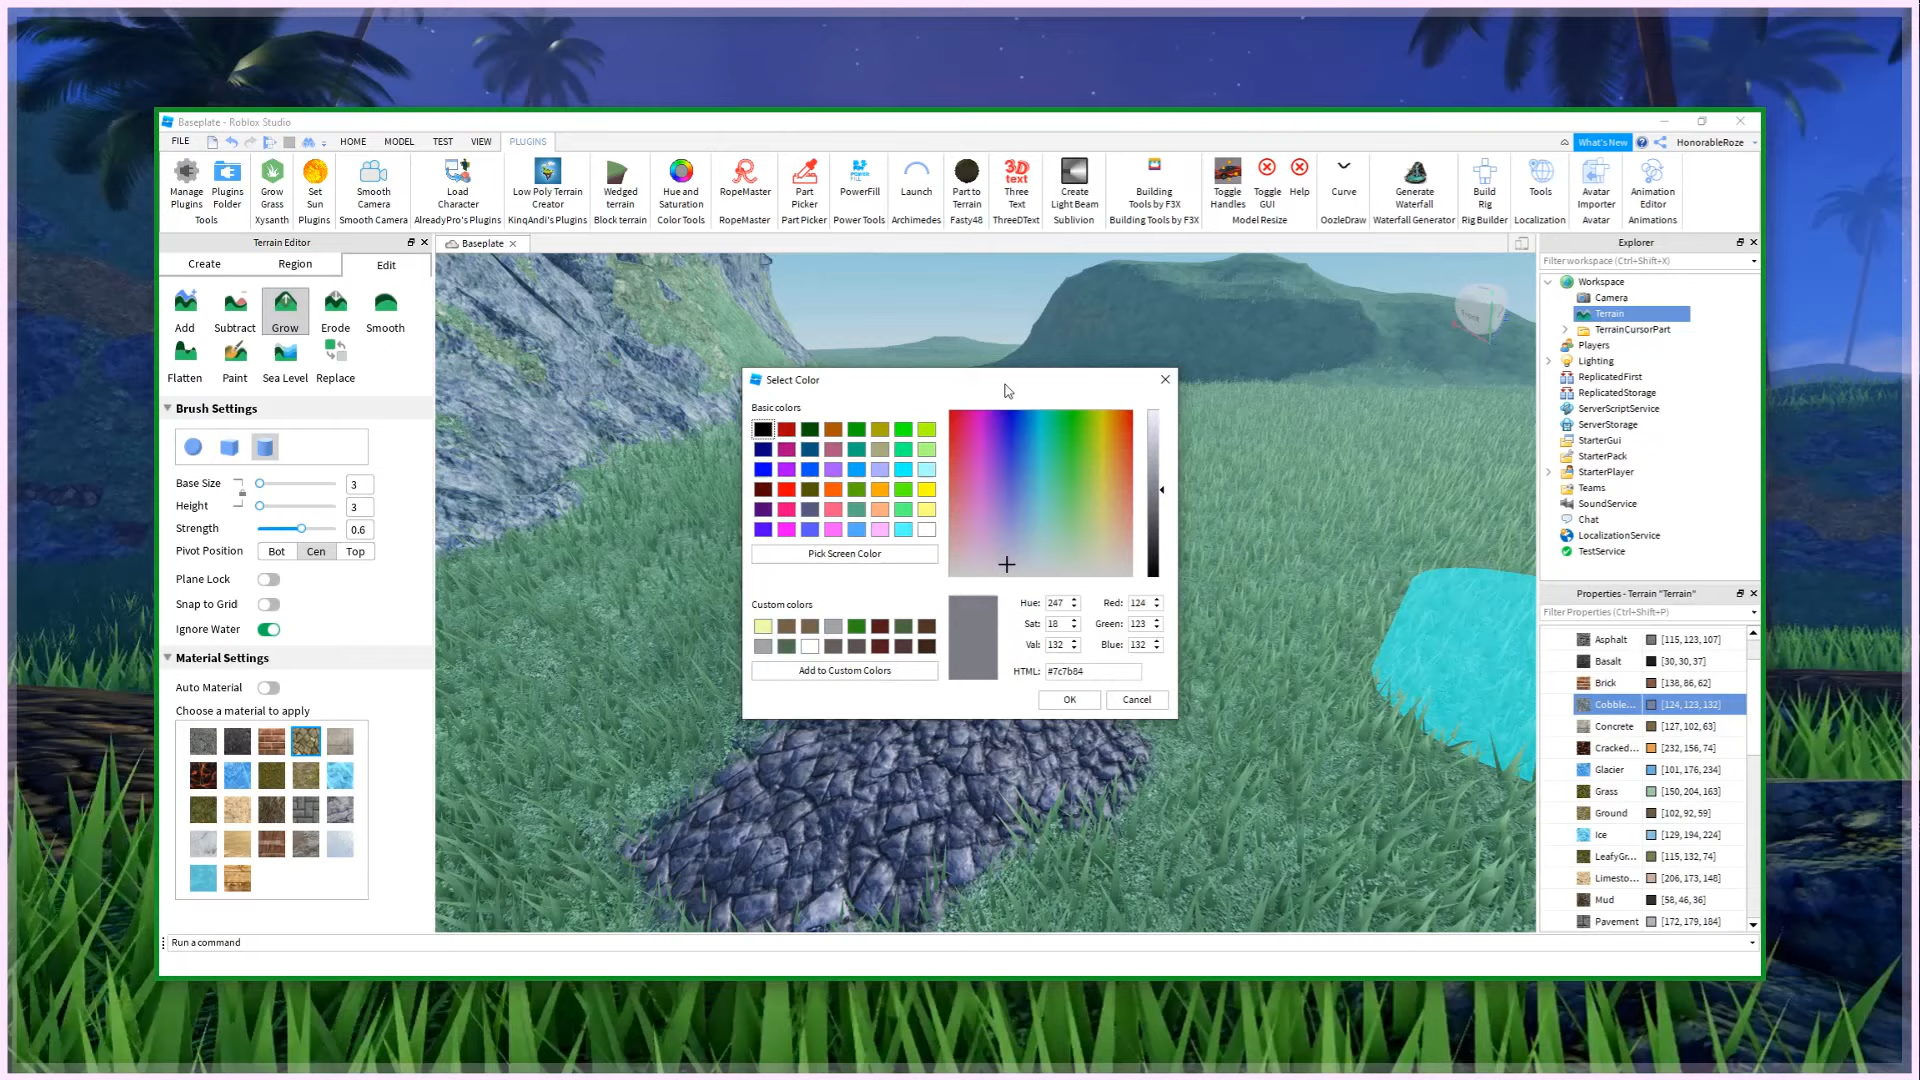 Baseplate - Roblox Studio
FILE HOME MODEL TEST VIEW PLUGINS What's New HonorableRoze
Manage Plugins
Plugins Folder
Tools
Grow Grass
Xysanth
Set Sun
Plugins
Smooth Camera
Smooth Camera
Load Character
AlreadyPro's Plugins
Low Poly Terrain Creator
KinqAndi's Plugins
Wedged terrain
Block terrain
Hue and Saturation
Color Tools
RopeMaster
RopeMaster
Part Picker
Part Picker
POWER FILL
PowerFill
Power Tools
Launch
Archimedes
Part to Terrain
Fasty48
3D text
Three Text
ThreeDText
Create Light Beam
Sublivion
Building Tools by F3X
Building Tools by F3X
Toggle Handles
Toggle GUI
Help
Model Resize
Curve
OozleDraw
Generate Waterfall
Waterfall Generator
Build Rig
Rig Builder
Tools
Localization
Avatar Importer
Avatar
Animation Editor
Animations
Terrain Editor
Create Region Edit
Add Subtract Grow Erode Smooth
Flatten Paint Sea Level Replace
Brush Settings
Base Size 3
Height 3
Strength 0.6
Pivot Position Bot Cen Top
Plane Lock
Snap to Grid
Ignore Water
Material Settings
Auto Material
Choose a material to apply
Baseplate
Front
Select Color
Basic colors
Pick Screen Color
Custom colors
Add to Custom Colors
Hue: 247 Red: 124
Sat: 18 Green: 123
Val: 132 Blue: 132
HTML: #7c7b84
OK Cancel
Explorer
Filter workspace (Ctrl+Shift+X)
Workspace
Camera
Terrain
TerrainCursorPart
Players
Lighting
ReplicatedFirst
ReplicatedStorage
ServerScriptService
ServerStorage
StarterGui
StarterPack
StarterPlayer
Teams
SoundService
Chat
LocalizationService
TestService
Properties - Terrain "Terrain"
Filter Properties (Ctrl+Shift+P)
Asphalt [115, 123, 107]
Basalt [30, 30, 37]
Brick [138, 86, 62]
Cobble... [124, 123, 132]
Concrete [127, 102, 63]
Cracked... [232, 156, 74]
Glacier [101, 176, 234]
Grass [150, 204, 163]
Ground [102, 92, 59]
Ice [129, 194, 224]
LeafyGr... [115, 132, 74]
Limesto... [206, 173, 148]
Mud [58, 46, 36]
Pavement [172, 179, 184]
Run a command